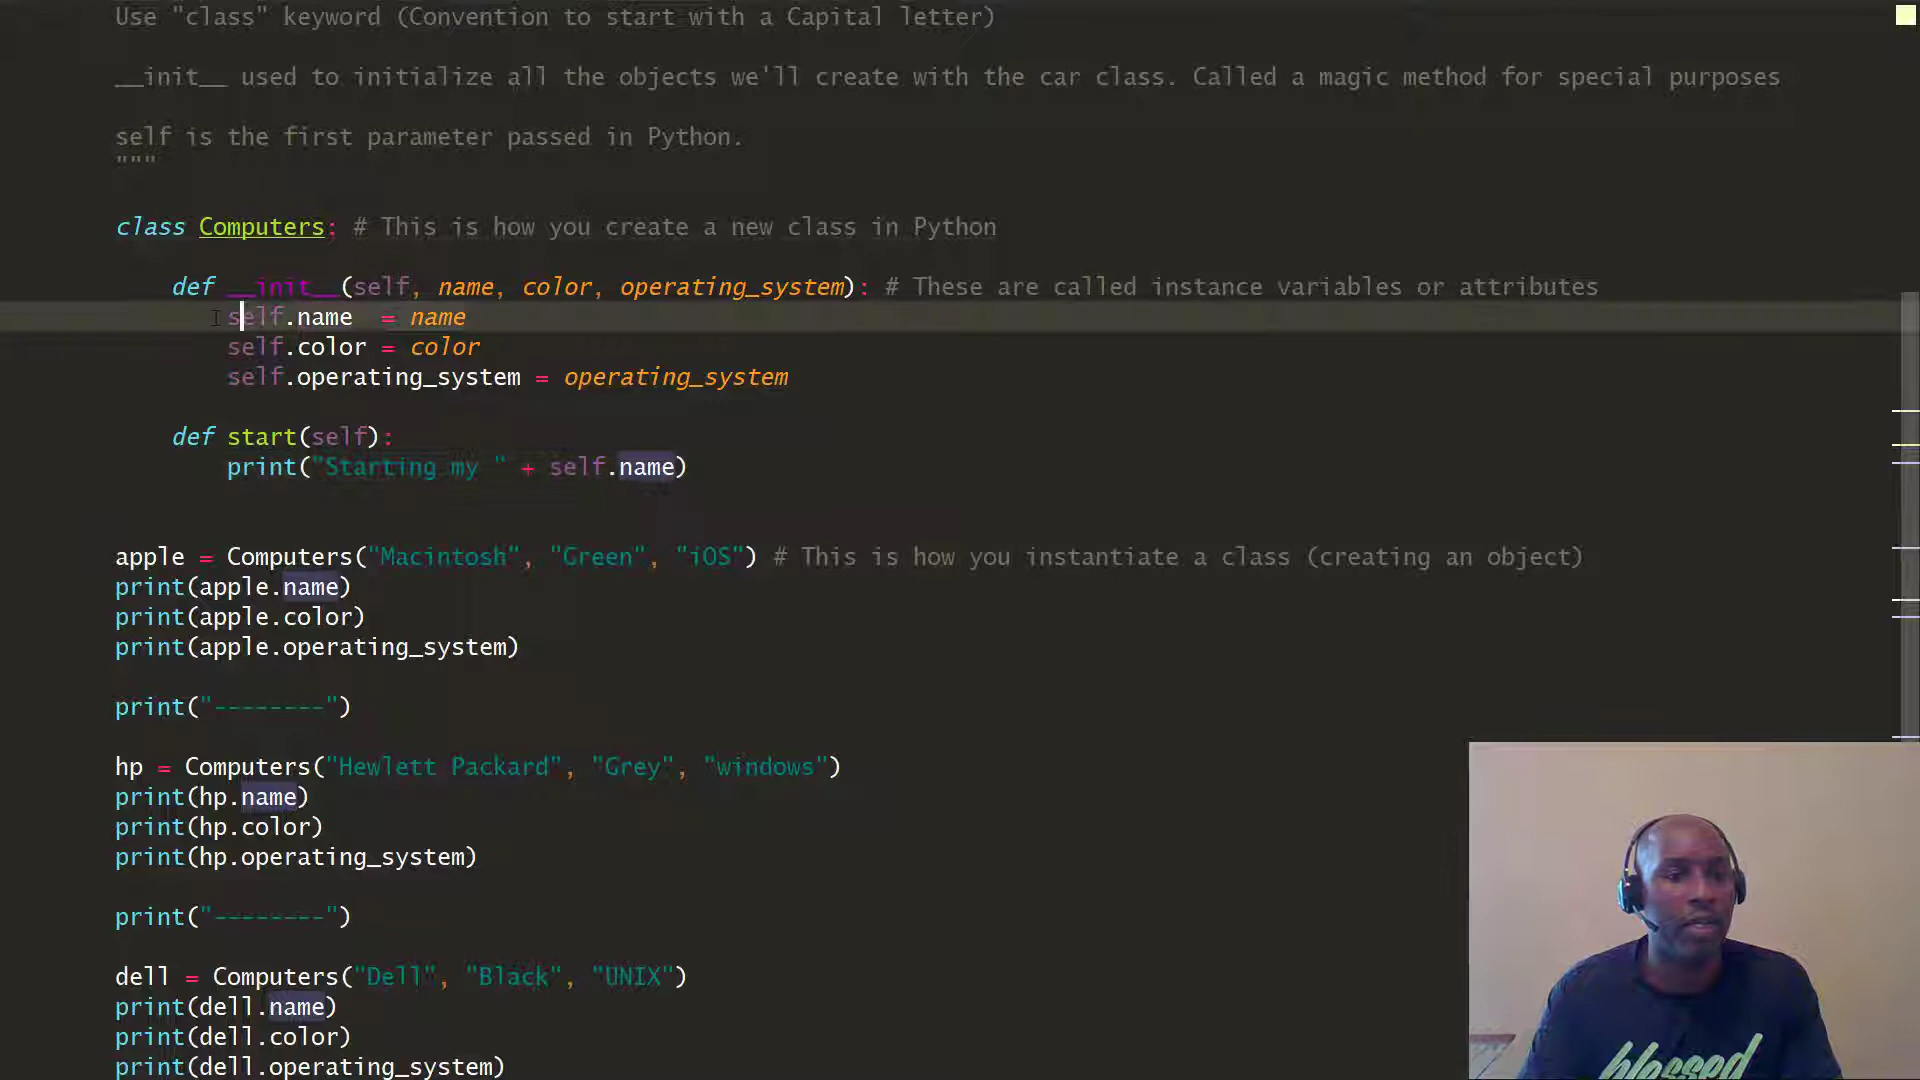 Use "class" keyword (Convention to start with a Capital letter)
__init__ used to initialize all the objects we'll create with the car class. Called a magic method for special purposes
self is the first parameter passed in Python.
"""
class Computers: # This is how you create a new class in Python
def __init__(self, name, color, operating_system): # These are called instance variables or attributes
self.name  = name
self.color = color
self.operating_system = operating_system
def start(self):
print("Starting my " + self.name)
apple = Computers("Macintosh", "Green", "iOS") # This is how you instantiate a class (creating an object)
print(apple.name)
print(apple.color)
print(apple.operating_system)
print("--------")
hp = Computers("Hewlett Packard", "Grey", "windows")
print(hp.name)
print(hp.color)
print(hp.operating_system)
print("--------")
dell = Computers("Dell", "Black", "UNIX")
print(dell.name)
print(dell.color)
print(dell.operating_system)
blessed